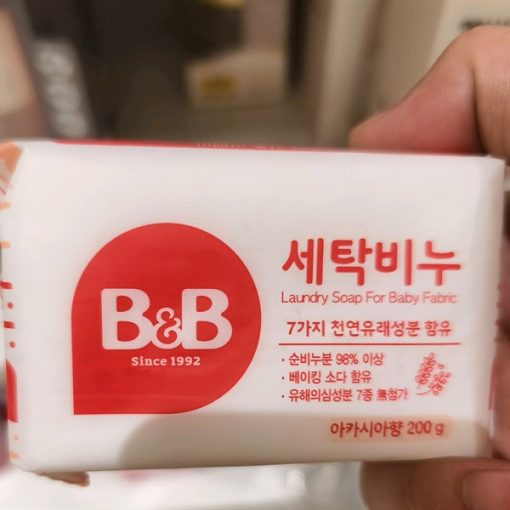 B&B
Since 1992
세탁비누
Laundry Soap For Baby Fabric
7가지 천연유래성분 함유
· 순비누분 98% 이상
· 베이킹 소다 함유
· 유해의심성분 7종 無첨가
아카시아향 200 g